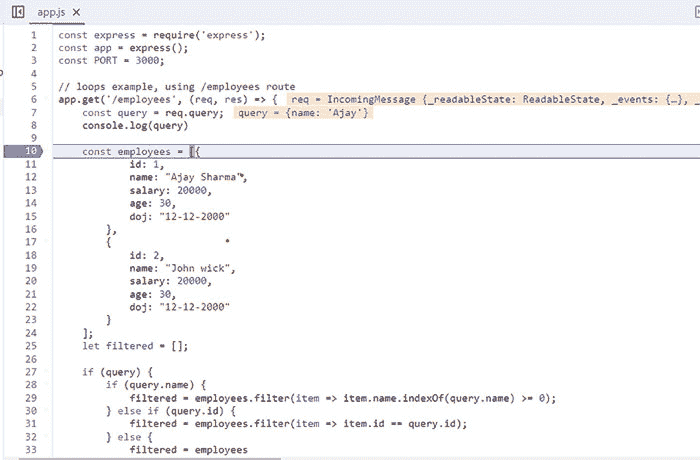 app.js ×
1 const express = require('express');
2 const app = express();
3 const PORT = 3000;
4
5 // loops example, using /employees route
6 app.get('/employees', (req, res) => { req = IncomingMessage {_readableState: ReadableState, _events: {…}, _
7 const query = req.query; query = {name: 'Ajay'}
8 console.log(query)
9
10 const employees = [{
11 id: 1,
12 name: "Ajay Sharma",
13 salary: 20000,
14 age: 30,
15 doj: "12-12-2000"
16 },
17 {
18 id: 2,
19 name: "John wick",
20 salary: 20000,
21 age: 30,
22 doj: "12-12-2000"
23 }
24 ];
25 let filtered = [];
26
27 if (query) {
28 if (query.name) {
29 filtered = employees.filter(item => item.name.indexOf(query.name) >= 0);
30 } else if (query.id) {
31 filtered = employees.filter(item => item.id == query.id);
32 } else {
33 filtered = employees